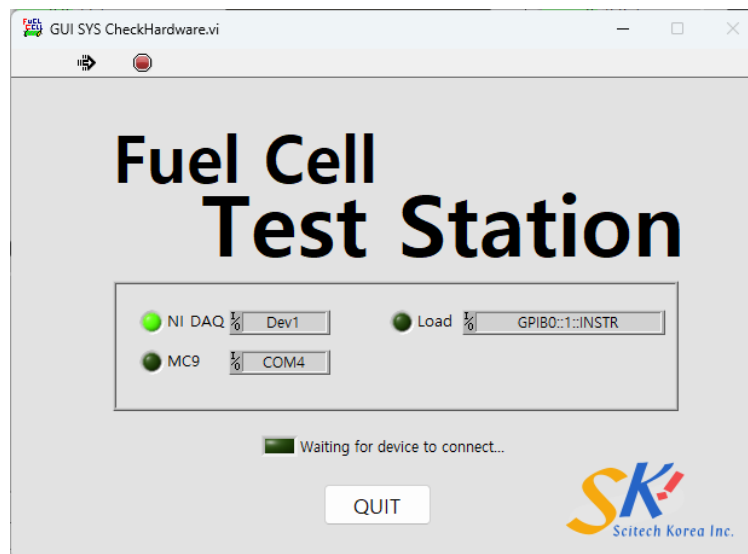 GUI SYS CheckHardware.vi
Fuel Cell
Test Station
NI DAQ Dev1 Load GPIB0::1::INSTR
MC9 COM4
Waiting for device to connect...
QUIT
SK!
Scitech Korea Inc.